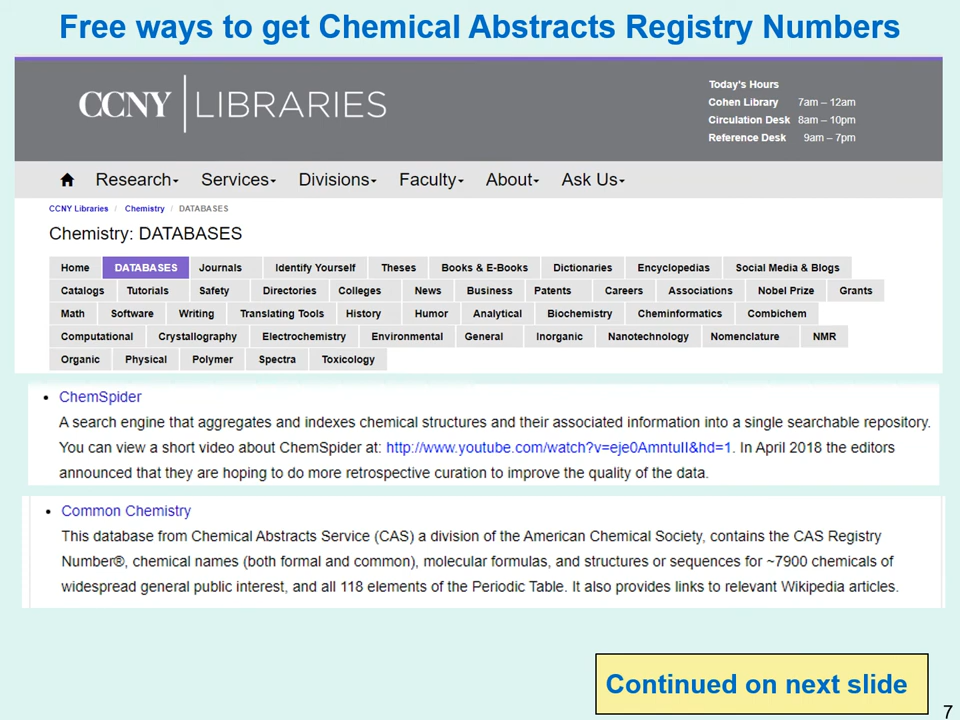 Free ways to get Chemical Abstracts Registry Numbers
CCNY LIBRARIES
Today's Hours
Cohen Library 7am – 12am
Circulation Desk 8am – 10pm
Reference Desk 9am – 7pm
Research Services Divisions Faculty About Ask Us
CCNY Libraries / Chemistry / DATABASES
Chemistry: DATABASES
Home DATABASES Journals Identify Yourself Theses Books & E-Books Dictionaries Encyclopedias Social Media & Blogs
Catalogs Tutorials Safety Directories Colleges News Business Patents Careers Associations Nobel Prize Grants
Math Software Writing Translating Tools History Humor Analytical Biochemistry Cheminformatics Combichem
Computational Crystallography Electrochemistry Environmental General Inorganic Nanotechnology Nomenclature NMR
Organic Physical Polymer Spectra Toxicology
• ChemSpider
A search engine that aggregates and indexes chemical structures and their associated information into a single searchable repository.
You can view a short video about ChemSpider at: http://www.youtube.com/watch?v=eje0AmntuII&hd=1. In April 2018 the editors
announced that they are hoping to do more retrospective curation to improve the quality of the data.
• Common Chemistry
This database from Chemical Abstracts Service (CAS) a division of the American Chemical Society, contains the CAS Registry
Number®, chemical names (both formal and common), molecular formulas, and structures or sequences for ~7900 chemicals of
widespread general public interest, and all 118 elements of the Periodic Table. It also provides links to relevant Wikipedia articles.
Continued on next slide
7